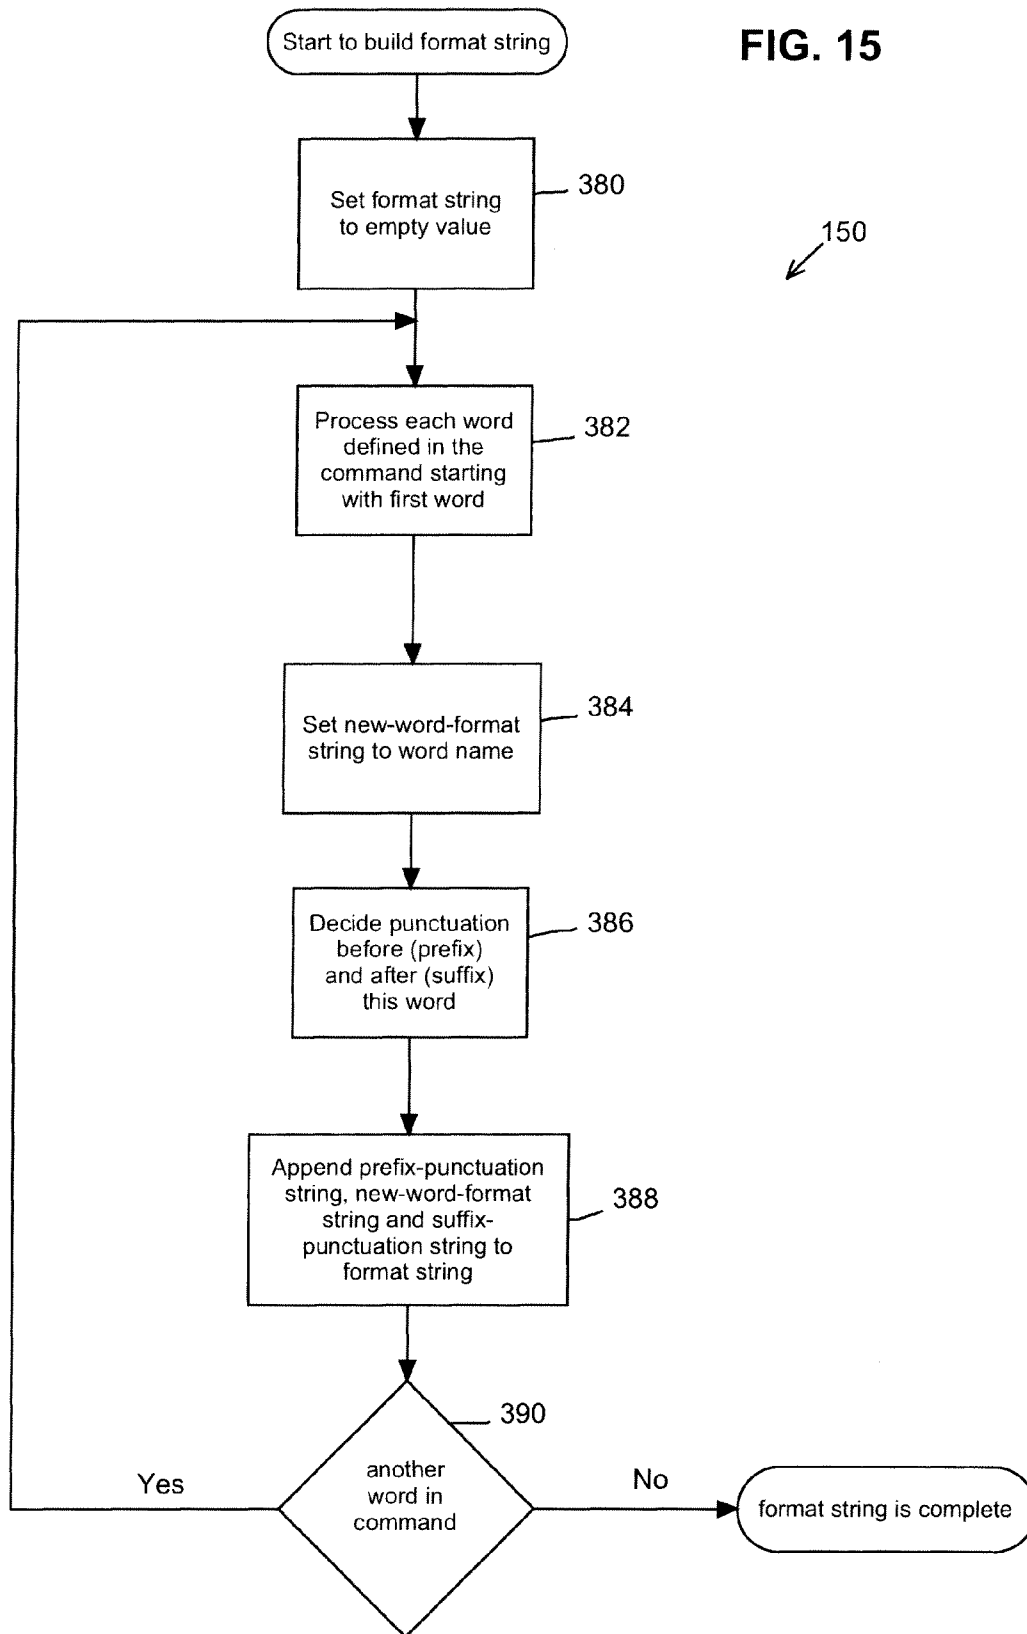 Start to build format string
FIG. 15
Set format string
to empty value
380
150
Process each word
defined in the
command starting
with first word
382
Set new-word-format
string to word name
384
Decide punctuation
before (prefix)
and after (suffix)
this word
386
Append prefix-punctuation
string, new-word-format
string and suffix-
punctuation string to
format string
388
390
another
word in
command
Yes
No
format string is complete